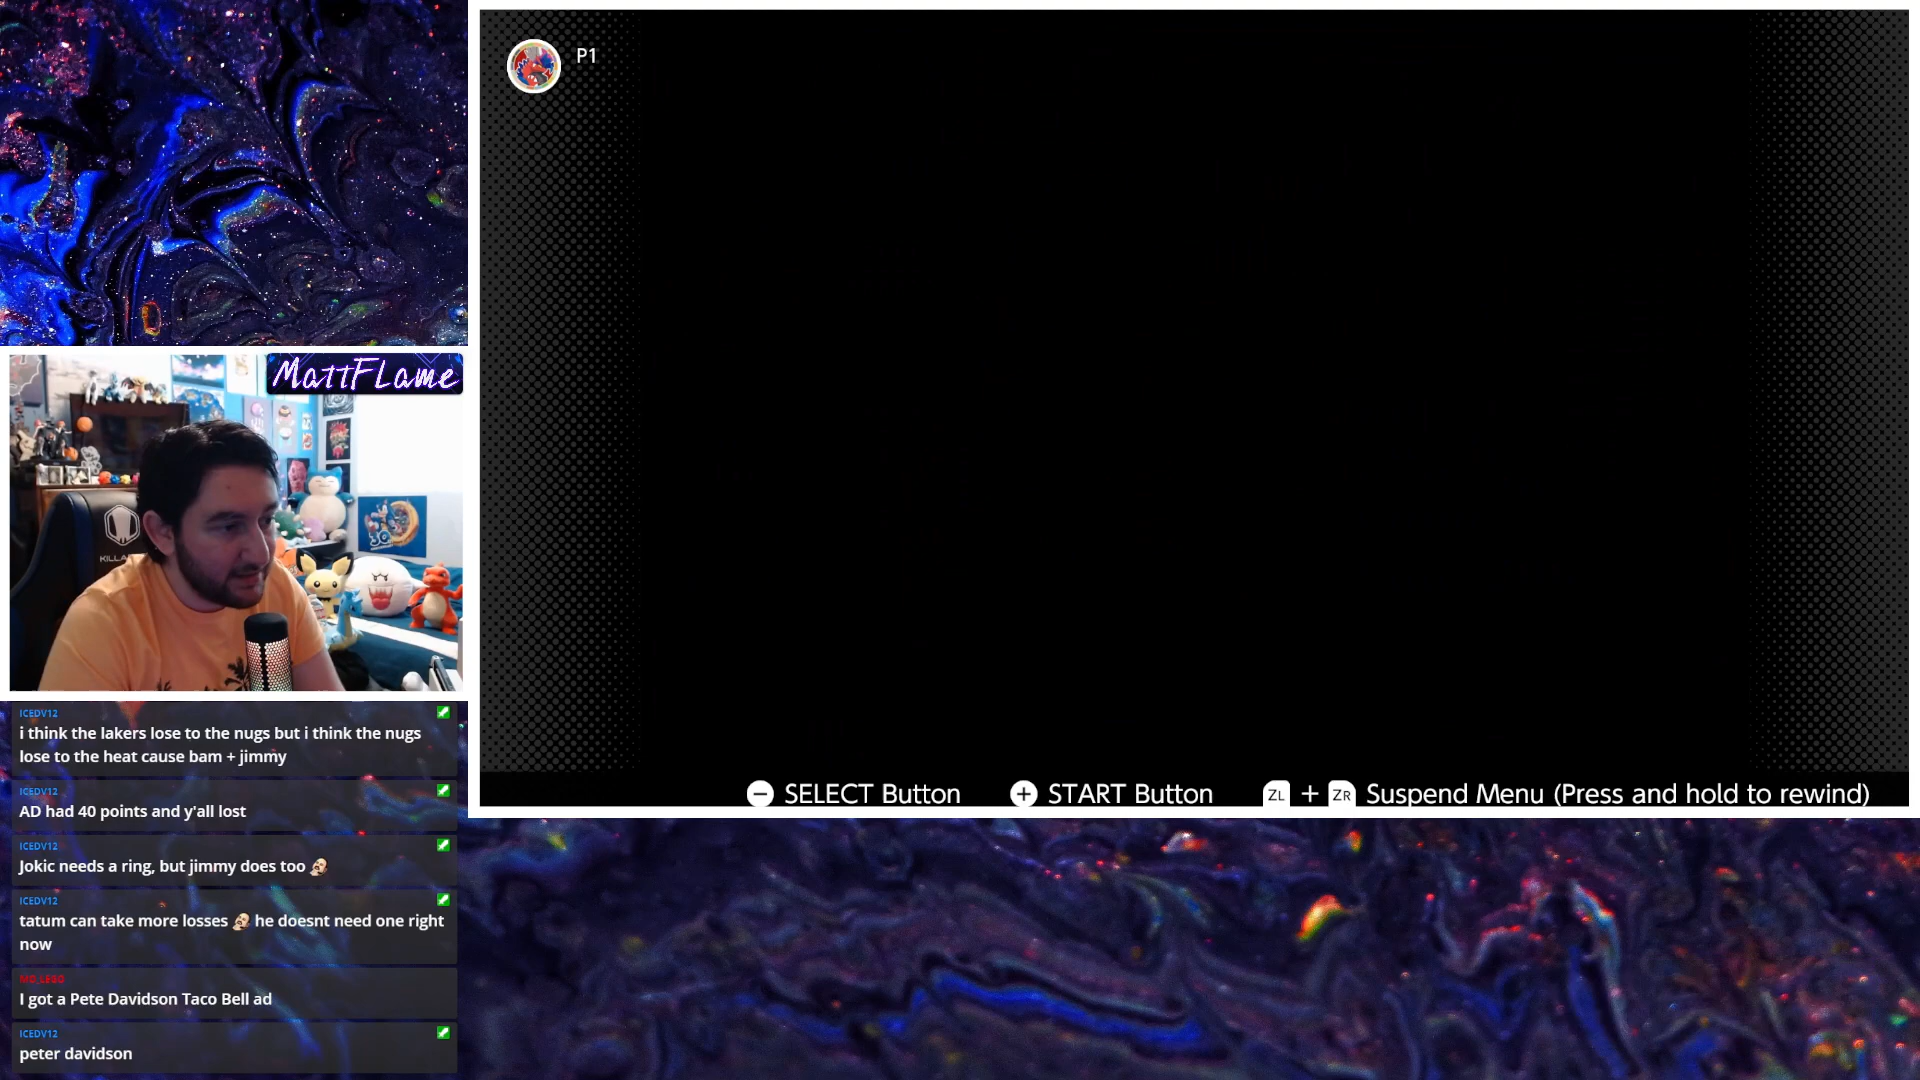 P1
MattFLame
KILLA
ICEDV12
i think the lakers lose to the nugs but i think the nugs
lose to the heat cause bam + jimmy
ICEDV12
AD had 40 points and y'all lost
ICEDV12
Jokic needs a ring, but jimmy does too
ICEDV12
tatum can take more losses he doesnt need one right
now
MO_LEGO
I got a Pete Davidson Taco Bell ad
ICEDV12
peter davidson
SELECT Button
START Button
ZL + ZR Suspend Menu (Press and hold to rewind)